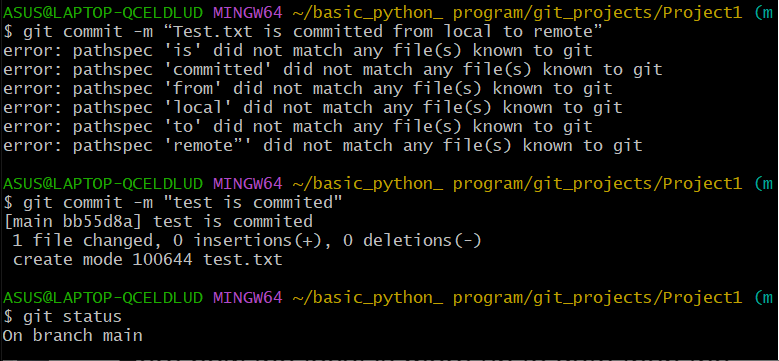 ASUS@LAPTOP-QCELDLUD MINGW64 ~/basic_python_ program/git_projects/Project1 (m
$ git commit -m “Test.txt is committed from local to remote”
error: pathspec 'is' did not match any file(s) known to git
error: pathspec 'committed' did not match any file(s) known to git
error: pathspec 'from' did not match any file(s) known to git
error: pathspec 'local' did not match any file(s) known to git
error: pathspec 'to' did not match any file(s) known to git
error: pathspec 'remote”' did not match any file(s) known to git
ASUS@LAPTOP-QCELDLUD MINGW64 ~/basic_python_ program/git_projects/Project1 (m
$ git commit -m "test is commited"
[main bb55d8a] test is commited
1 file changed, 0 insertions(+), 0 deletions(-)
create mode 100644 test.txt
ASUS@LAPTOP-QCELDLUD MINGW64 ~/basic_python_ program/git_projects/Project1 (m
$ git status
On branch main